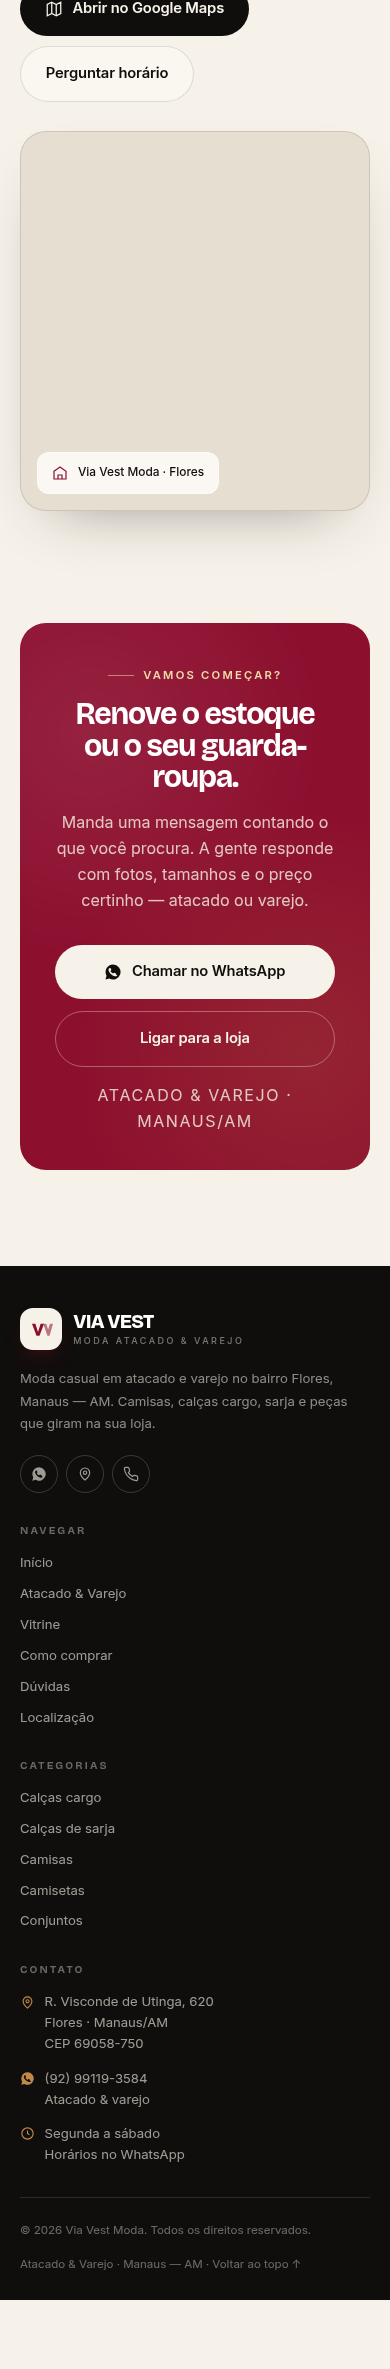 Abrir no Google Maps
Perguntar horário
Via Vest Moda · Flores
VAMOS COMEÇAR?
Renove o estoque
ou o seu guarda-
roupa.
Manda uma mensagem contando o
que você procura. A gente responde
com fotos, tamanhos e o preço
certinho — atacado ou varejo.
Chamar no WhatsApp
Ligar para a loja
ATACADO & VAREJO ·
MANAUS/AM
VV
VIA VEST
MODA ATACADO & VAREJO
Moda casual em atacado e varejo no bairro Flores,
Manaus — AM. Camisas, calças cargo, sarja e peças
que giram na sua loja.
NAVEGAR
Início
Atacado & Varejo
Vitrine
Como comprar
Dúvidas
Localização
CATEGORIAS
Calças cargo
Calças de sarja
Camisas
Camisetas
Conjuntos
CONTATO
R. Visconde de Utinga, 620
Flores · Manaus/AM
CEP 69058-750
(92) 99119-3584
Atacado & varejo
Segunda a sábado
Horários no WhatsApp
© 2026 Via Vest Moda. Todos os direitos reservados.
Atacado & Varejo · Manaus — AM · Voltar ao topo ↑